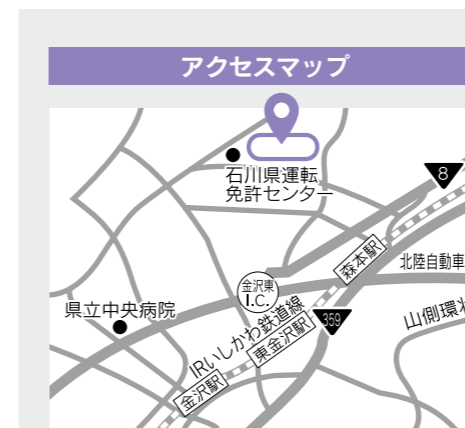 アクセスマップ
石川県運転
免許センター
8
森本駅
北陸自動車
金沢東
I.C.
県立中央病院
IRいしかわ鉄道線
359
東金沢駅
山側環状
金沢駅